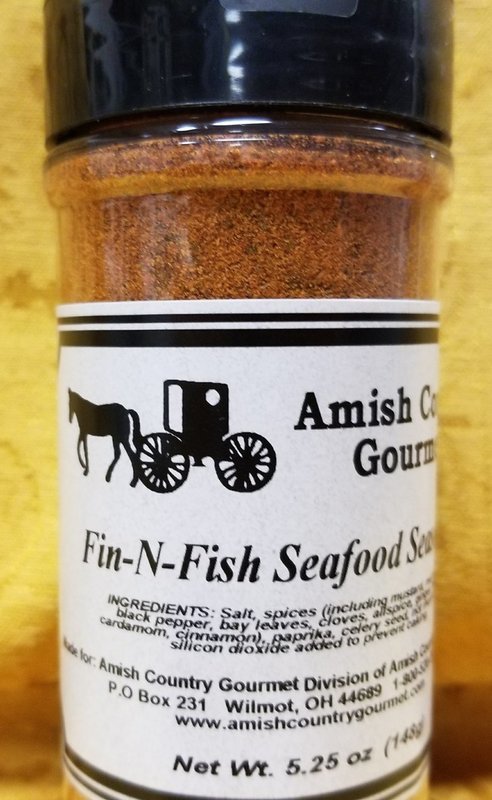 Amish Co
Gourm
Fin-N-Fish Seafood Sea
INGREDIENTS: Salt, spices (including mustard,
black pepper, bay leaves, cloves, allspice,
cardamom, cinnamon), paprika, celery seed,
silicon dioxide added to prevent caking
Made for: Amish Country Gourmet Division of Amish
P.O Box 231 Wilmot, OH 44689 1-800-
www.amishcountrygourmet.com
Net Wt. 5.25 oz (148g)